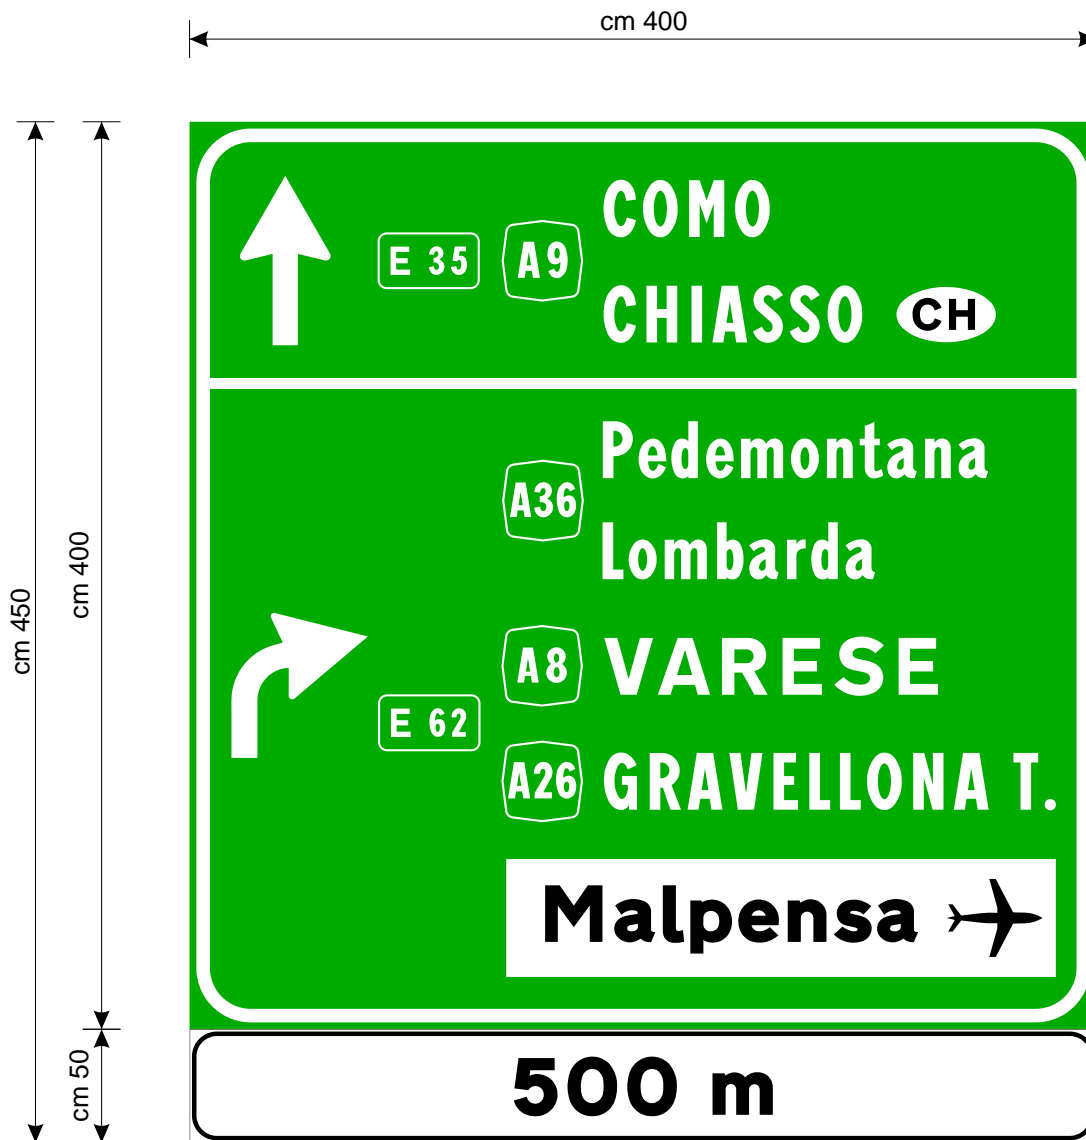 cm 400
COMO
E 35 A9
CHIASSO CH
Pedemontana
A36
Lombarda
A8 VARESE
E 62
A26 GRAVELLONA T.
Malpensa
500 m
cm 450
cm 400
cm 50